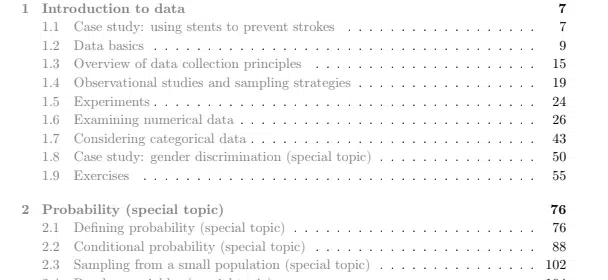 1 Introduction to data 7
1.1 Case study: using stents to prevent strokes . . . . . . . . . . . . . . . . . . 7
1.2 Data basics . . . . . . . . . . . . . . . . . . . . . . . . . . . . . . . . . 9
1.3 Overview of data collection principles . . . . . . . . . . . . . . . . . . . . 15
1.4 Observational studies and sampling strategies . . . . . . . . . . . . . . . . . 19
1.5 Experiments . . . . . . . . . . . . . . . . . . . . . . . . . . . . . . . . . 24
1.6 Examining numerical data . . . . . . . . . . . . . . . . . . . . . . . . . . 26
1.7 Considering categorical data . . . . . . . . . . . . . . . . . . . . . . . . . 43
1.8 Case study: gender discrimination (special topic) . . . . . . . . . . . . . . . 50
1.9 Exercises . . . . . . . . . . . . . . . . . . . . . . . . . . . . . . . . . . 55
2 Probability (special topic) 76
2.1 Defining probability (special topic) . . . . . . . . . . . . . . . . . . . . . . 76
2.2 Conditional probability (special topic) . . . . . . . . . . . . . . . . . . . . 88
2.3 Sampling from a small population (special topic) . . . . . . . . . . . . . . . 102